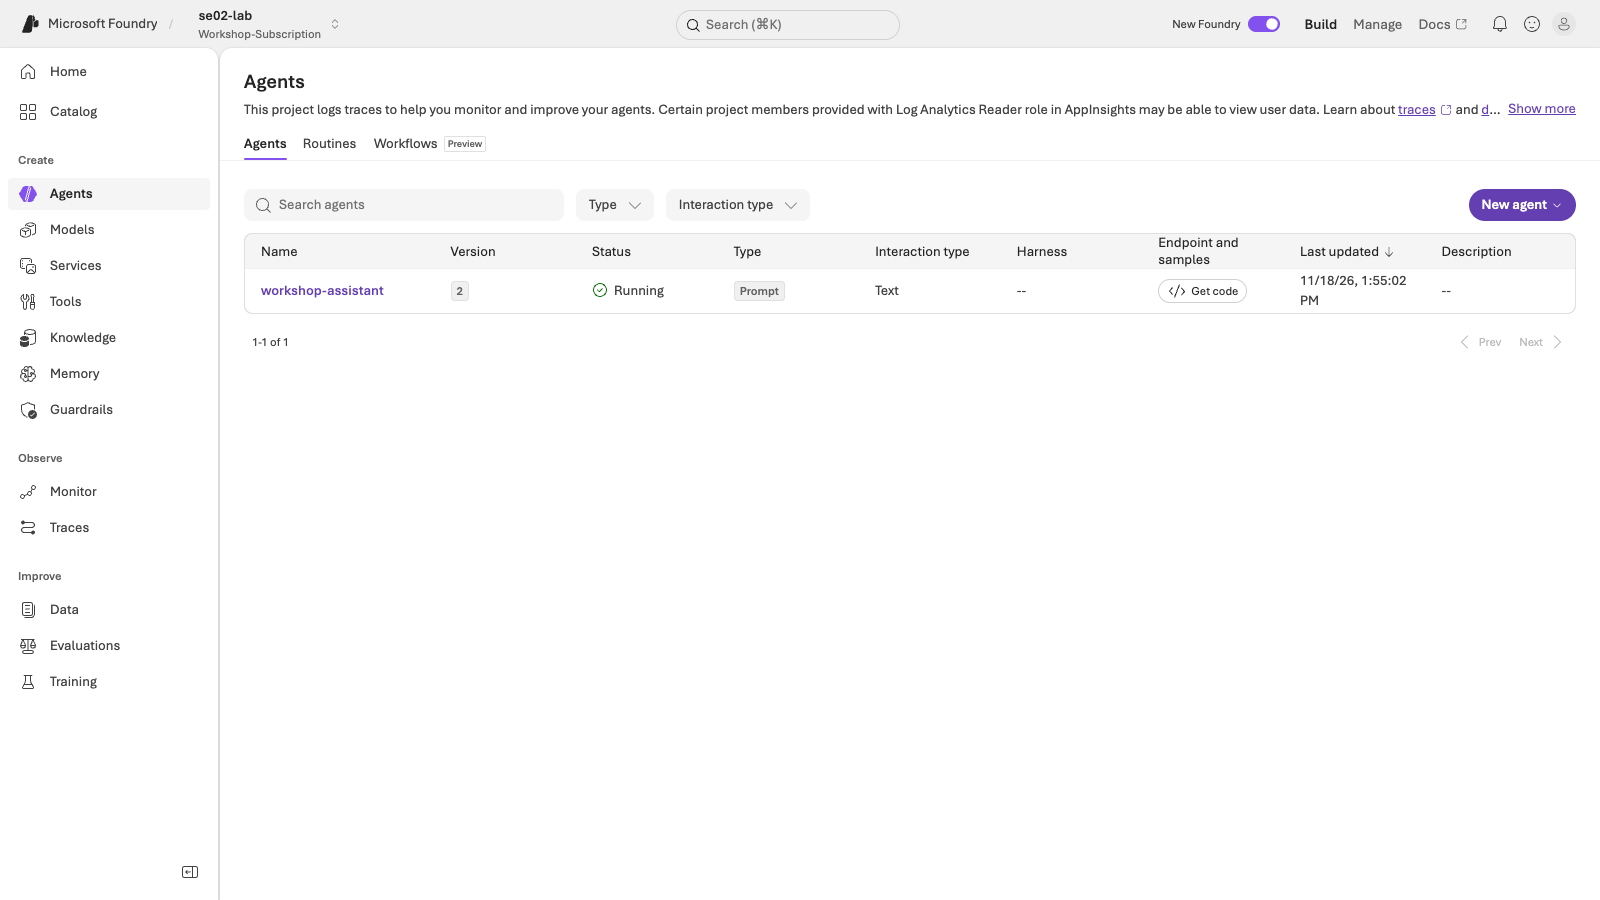 Microsoft Foundry
/
se02-lab
Workshop-Subscription
Search (⌘K)
New Foundry
Build
Manage
Docs
Home
Catalog
Create
Agents
Models
Services
Tools
Knowledge
Memory
Guardrails
Observe
Monitor
Traces
Improve
Data
Evaluations
Training
Agents
This project logs traces to help you monitor and improve your agents. Certain project members provided with Log Analytics Reader role in AppInsights may be able to view user data. Learn about traces and d... Show more
Agents Routines Workflows Preview
Search agents
Type
Interaction type
New agent
Name Version Status Type Interaction type Harness Endpoint and samples Last updated Description
workshop-assistant 2 Running Prompt Text -- Get code 11/18/26, 1:55:02 PM --
1-1 of 1
Prev Next